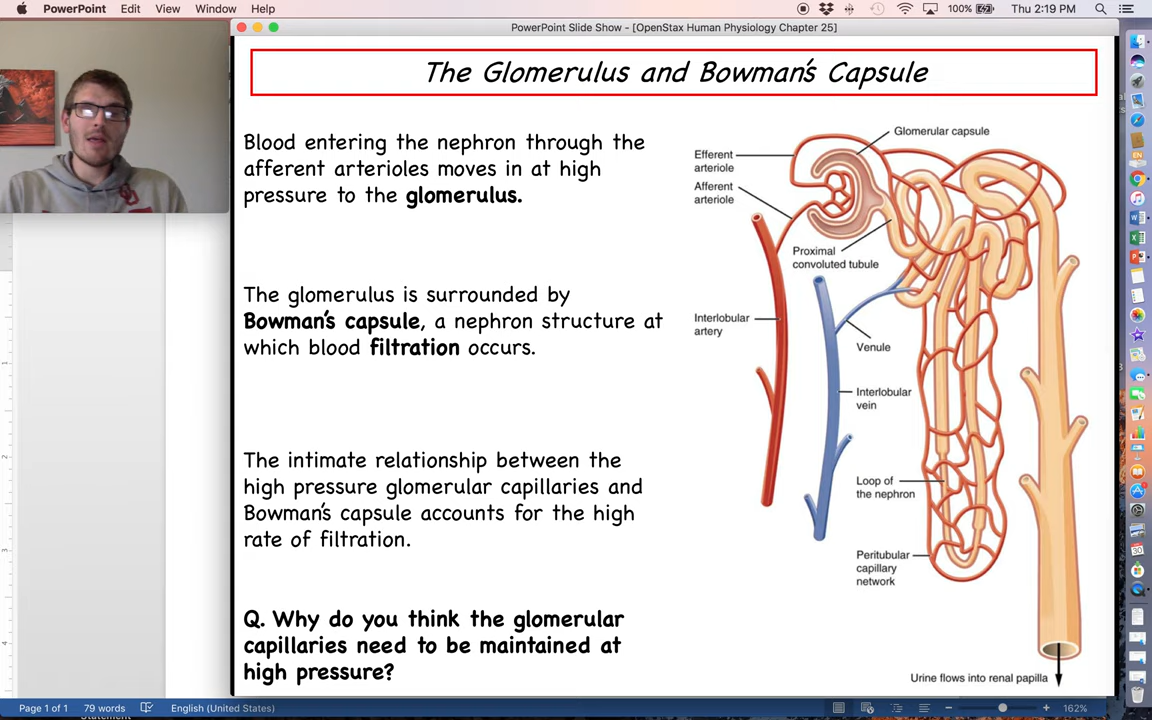 PowerPoint Edit View Window Help 100% Thu 2:19 PM
PowerPoint Slide Show - [OpenStax Human Physiology Chapter 25]
The Glomerulus and Bowman's Capsule
Blood entering the nephron through the
afferent arterioles moves in at high
pressure to the glomerulus.
The glomerulus is surrounded by
Bowman's capsule, a nephron structure at
which blood filtration occurs.
The intimate relationship between the
high pressure glomerular capillaries and
Bowman's capsule accounts for the high
rate of filtration.
Q. Why do you think the glomerular
capillaries need to be maintained at
high pressure?
Glomerular capsule
Efferent
arteriole
Afferent
arteriole
Proximal
convoluted tubule
Interlobular
artery
Venule
Interlobular
vein
Loop of
the nephron
Peritubular
capillary
network
Urine flows into renal papilla
Page 1 of 1 79 words English (United States) 162%